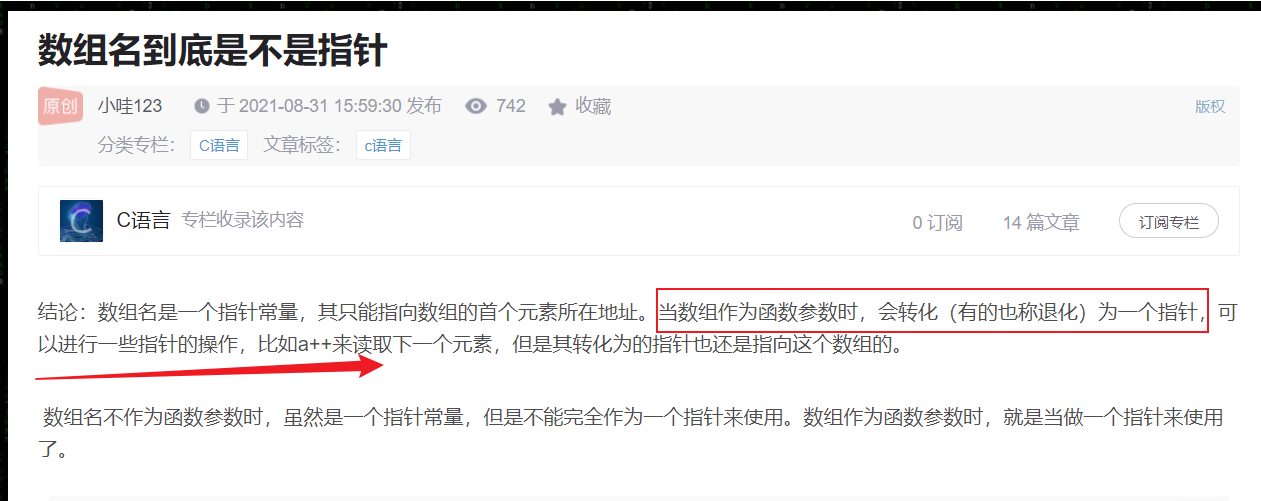 数组名到底是不是指针
原创 小哇123 于 2021-08-31 15:59:30 发布 742 收藏 版权
分类专栏： C语言 文章标签： c语言
C语言 专栏收录该内容 0 订阅 14 篇文章 订阅专栏
结论：数组名是一个指针常量，其只能指向数组的首个元素所在地址。当数组作为函数参数时，会转化（有的也称退化）为一个指针，可
以进行一些指针的操作，比如a++来读取下一个元素，但是其转化为的指针也还是指向这个数组的。
数组名不作为函数参数时，虽然是一个指针常量，但是不能完全作为一个指针来使用。数组作为函数参数时，就是当做一个指针来使用
了。